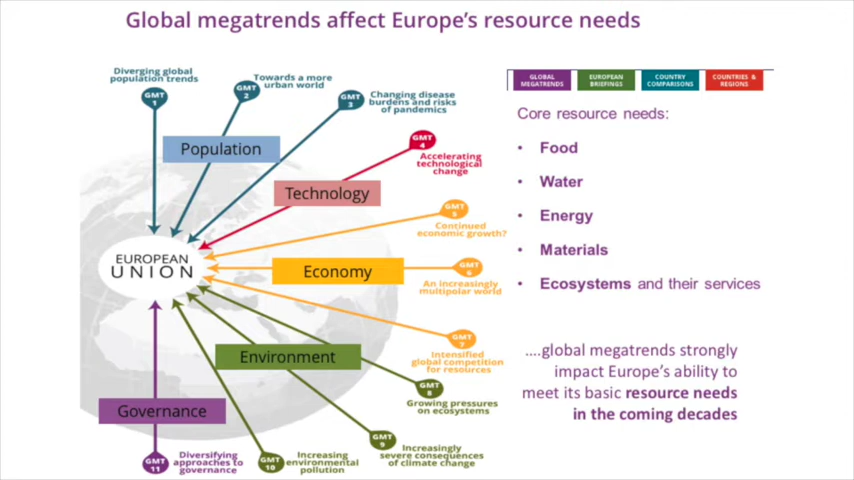 Global megatrends affect Europe's resource needs
Diverging global
population trends
GMT
1
Towards a more
urban world
GMT
2
Changing disease
burdens and risks
of pandemics
GMT
3
Population
GMT
4
Accelerating
technological
change
Technology
GMT
5
Continued
economic growth?
EUROPEAN
UNION
Economy
GMT
6
An increasingly
multipolar world
GMT
7
Intensified
global competition
for resources
Environment
GMT
8
Growing pressures
on ecosystems
Governance
GMT
9
Increasingly
severe consequences
of climate change
GMT
10
Increasing
environmental
pollution
GMT
11
Diversifying
approaches to
governance
GLOBAL
MEGATRENDS
EUROPEAN
BRIEFINGS
COUNTRY
COMPARISONS
COUNTRIES &
REGIONS
Core resource needs:
• Food
• Water
• Energy
• Materials
• Ecosystems and their services
....global megatrends strongly
impact Europe's ability to
meet its basic resource needs
in the coming decades